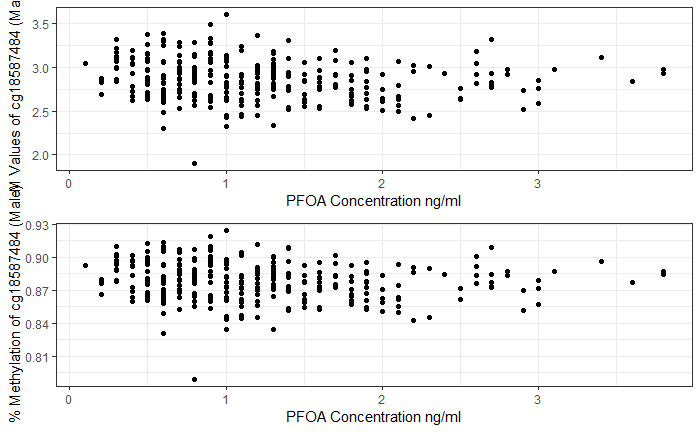 M Values of cg18587484 (Ma
3.5
3.0
2.5
2.0
0 1 2 3
PFOA Concentration ng/ml
% Methylation of cg18587484 (Male)
0.93
0.90
0.87
0.84
0.81
0 1 2 3
PFOA Concentration ng/ml